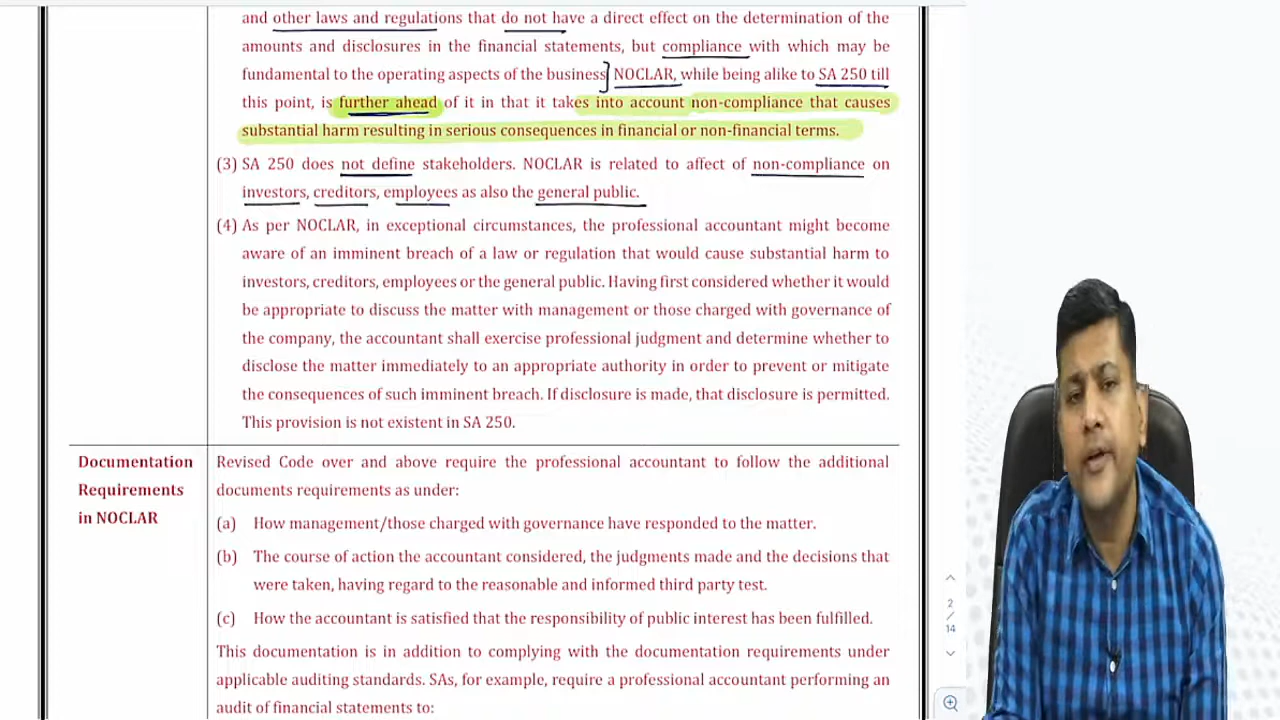 and other laws and regulations that do not have a direct effect on the determination of the
amounts and disclosures in the financial statements, but compliance with which may be
fundamental to the operating aspects of the business] NOCLAR, while being alike to SA 250 till
this point, is further ahead of it in that it takes into account non-compliance that causes
substantial harm resulting in serious consequences in financial or non-financial terms.
(3) SA 250 does not define stakeholders. NOCLAR is related to affect of non-compliance on
investors, creditors, employees as also the general public.
(4) As per NOCLAR, in exceptional circumstances, the professional accountant might become
aware of an imminent breach of a law or regulation that would cause substantial harm to
investors, creditors, employees or the general public. Having first considered whether it would
be appropriate to discuss the matter with management or those charged with governance of
the company, the accountant shall exercise professional judgment and determine whether to
disclose the matter immediately to an appropriate authority in order to prevent or mitigate
the consequences of such imminent breach. If disclosure is made, that disclosure is permitted.
This provision is not existent in SA 250.
Documentation
Requirements
in NOCLAR
Revised Code over and above require the professional accountant to follow the additional
documents requirements as under:
(a) How management/those charged with governance have responded to the matter.
(b) The course of action the accountant considered, the judgments made and the decisions that
were taken, having regard to the reasonable and informed third party test.
(c) How the accountant is satisfied that the responsibility of public interest has been fulfilled.
This documentation is in addition to complying with the documentation requirements under
applicable auditing standards. SAs, for example, require a professional accountant performing an
audit of financial statements to:
2
/
14